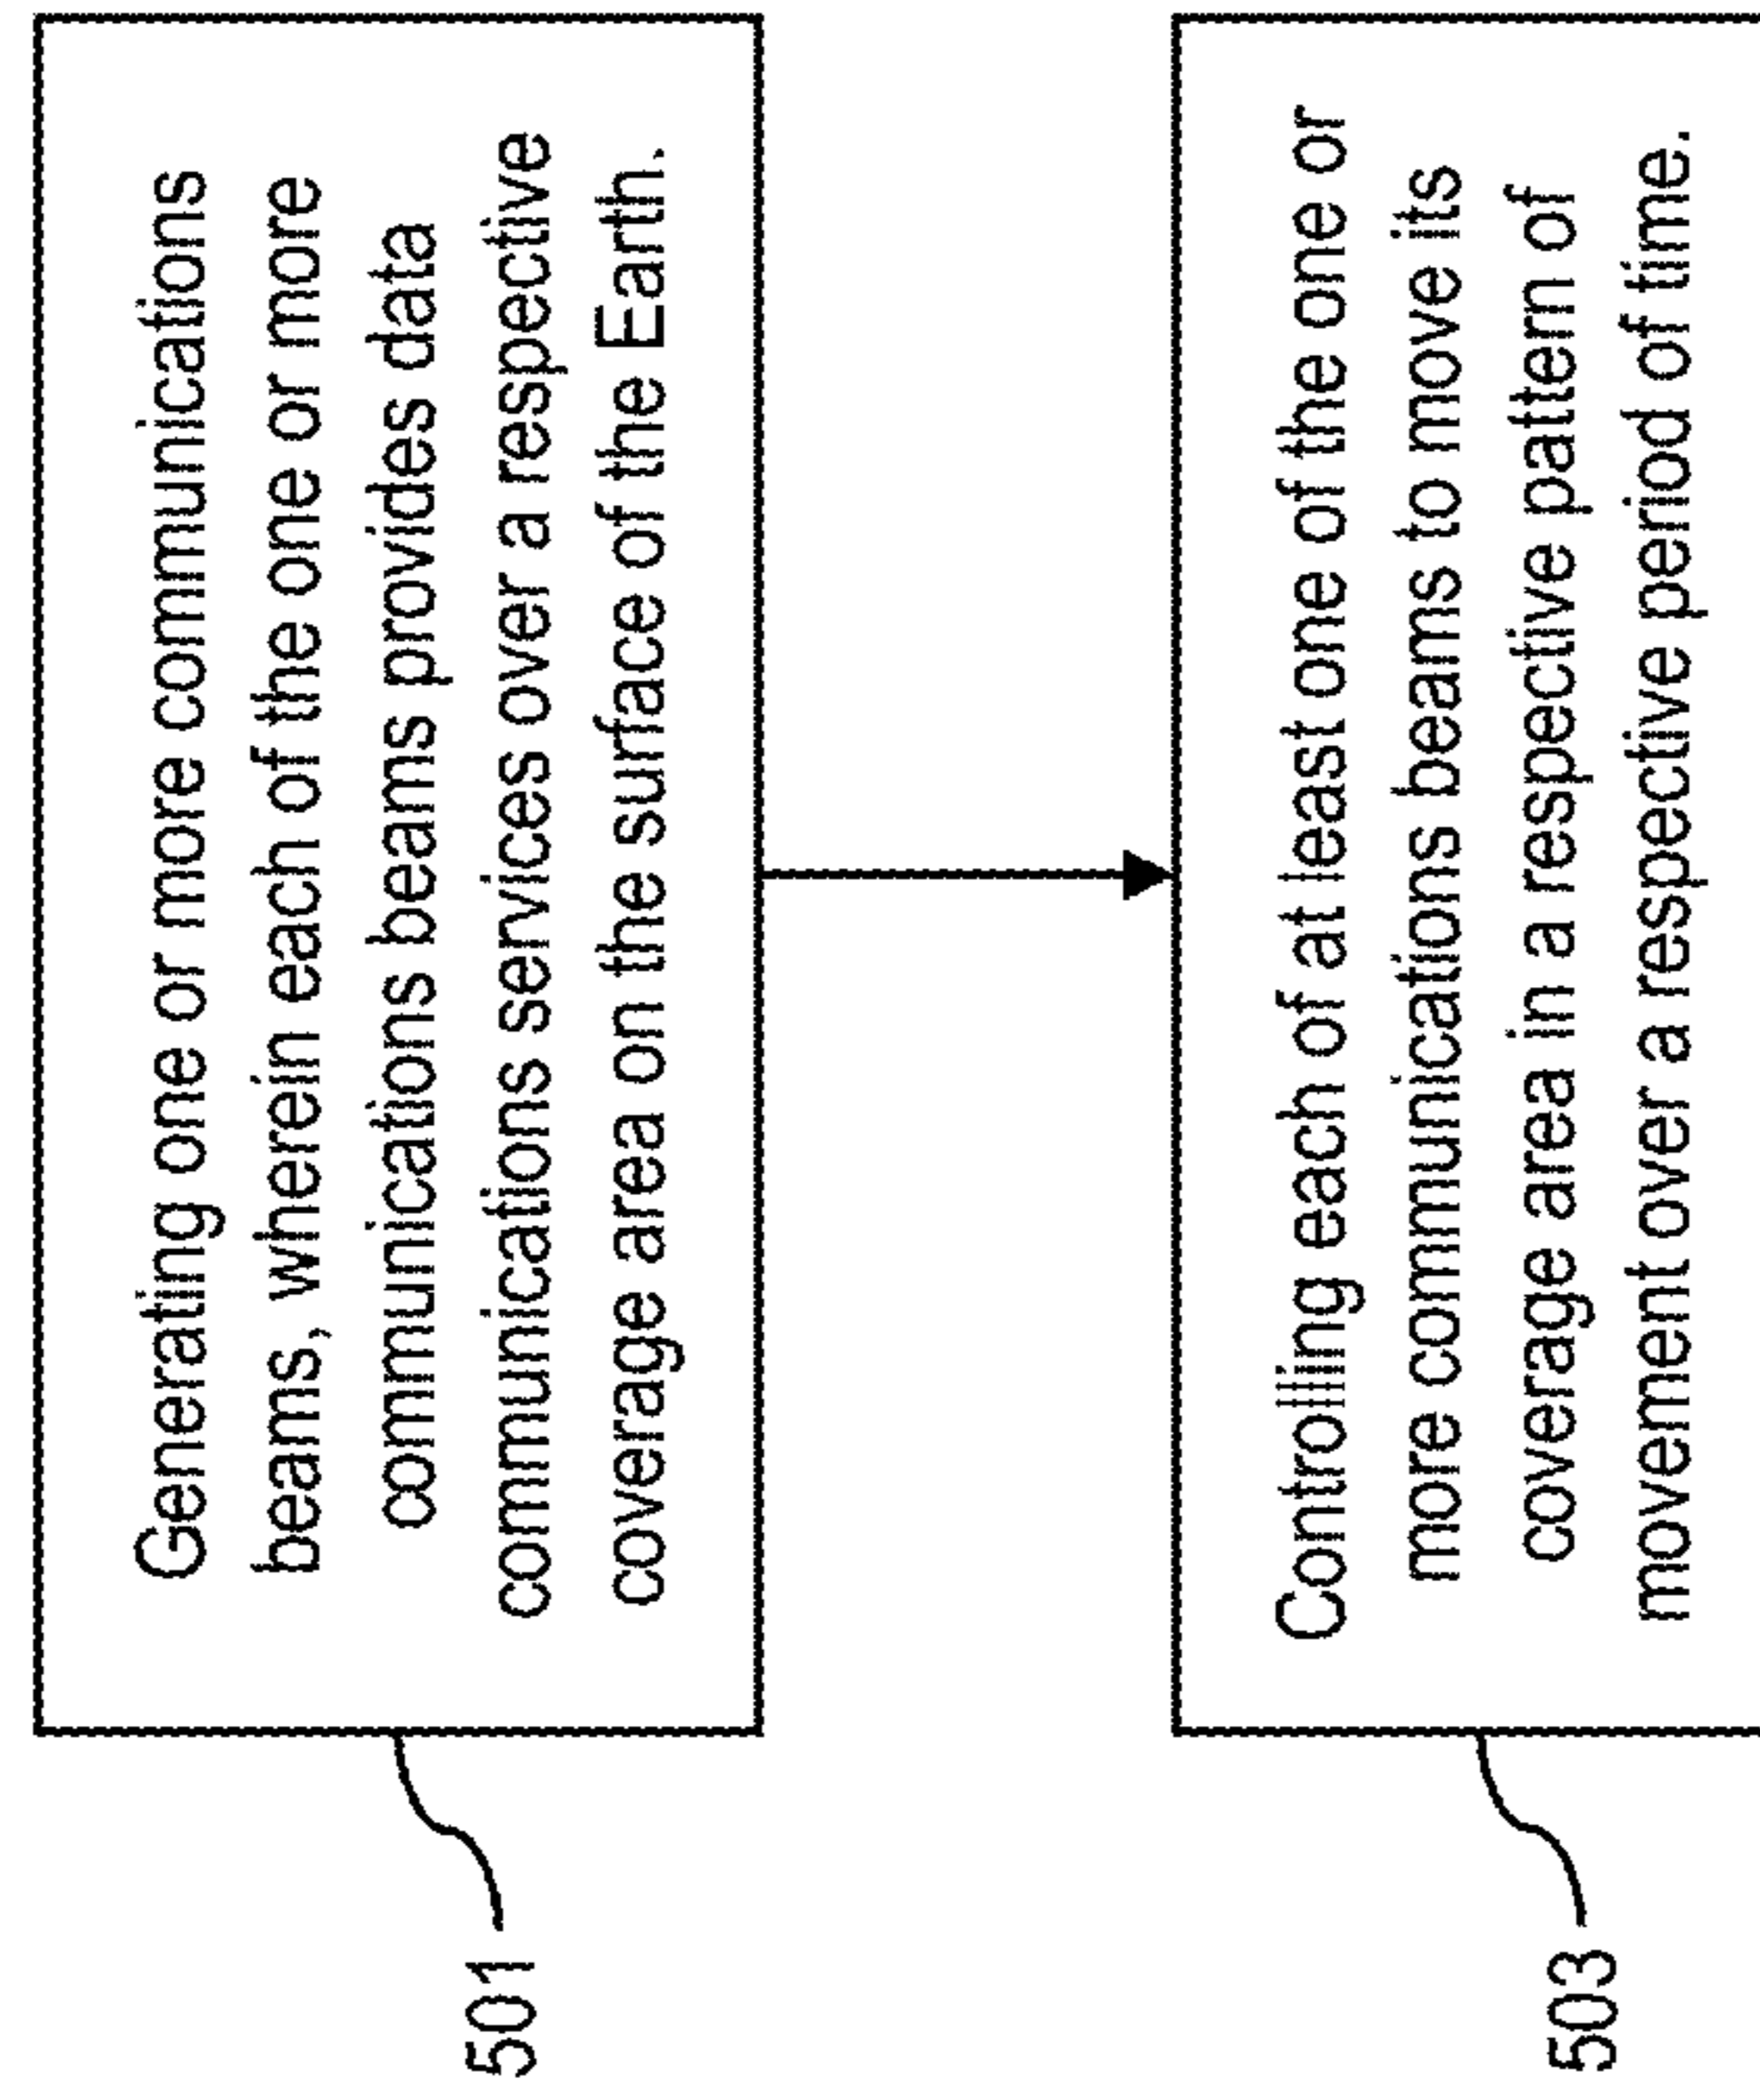 Generating one or more communications
beams, wherein each of the one or more
communications beams provides data
communications services over a respective
coverage area on the surface of the Earth.
501
Controlling each of at least one of the one or
more communications beams to move its
coverage area in a respective pattern of
movement over a respective period of time.
503